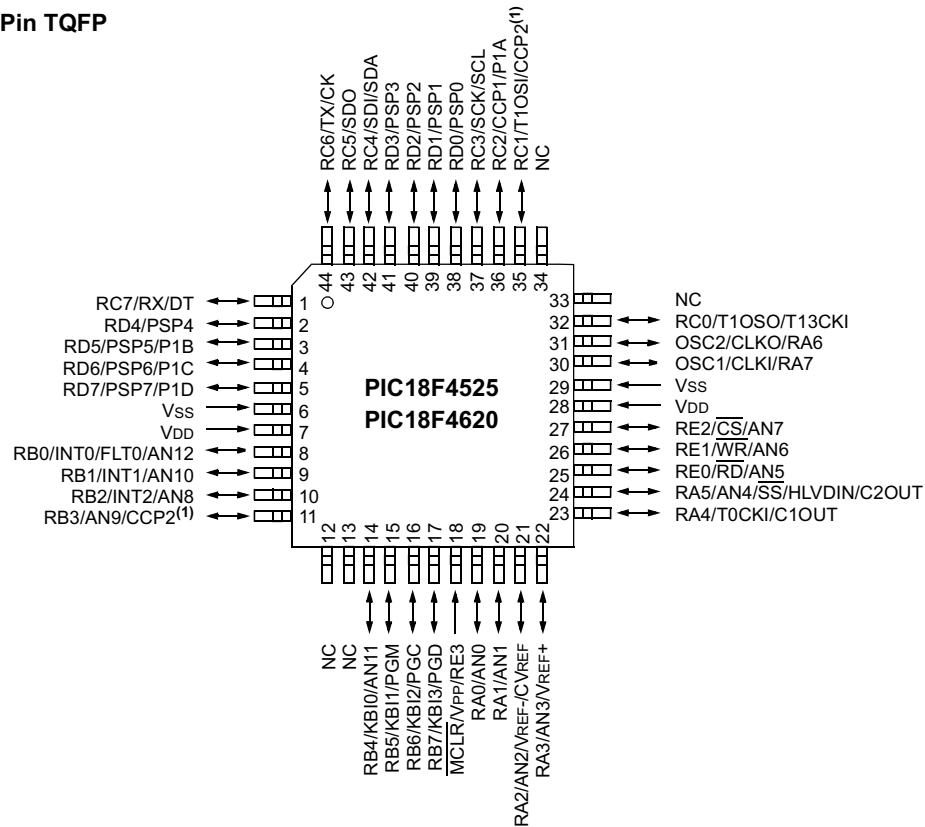 Pin TQFP
RC6/TX/CK
RC5/SDO
RC4/SDI/SDA
RD3/PSP3
RD2/PSP2
RD1/PSP1
RD0/PSP0
RC3/SCK/SCL
RC2/CCP1/P1A
RC1/T1OSI/CCP2(1)
NC
44
43
42
41
40
39
38
37
36
35
34
RC7/RX/DT 1
RD4/PSP4 2
RD5/PSP5/P1B 3
RD6/PSP6/P1C 4
RD7/PSP7/P1D 5
VSS 6
VDD 7
RB0/INT0/FLT0/AN12 8
RB1/INT1/AN10 9
RB2/INT2/AN8 10
RB3/AN9/CCP2(1) 11
PIC18F4525
PIC18F4620
33 NC
32 RC0/T1OSO/T13CKI
31 OSC2/CLKO/RA6
30 OSC1/CLKI/RA7
29 VSS
28 VDD
27 RE2/CS/AN7
26 RE1/WR/AN6
25 RE0/RD/AN5
24 RA5/AN4/SS/HLVDIN/C2OUT
23 RA4/T0CKI/C1OUT
12
13
14
15
16
17
18
19
20
21
22
NC
NC
RB4/KBI0/AN11
RB5/KBI1/PGM
RB6/KBI2/PGC
RB7/KBI3/PGD
MCLR/VPP/RE3
RA0/AN0
RA1/AN1
RA2/AN2/VREF-/CVREF
RA3/AN3/VREF+